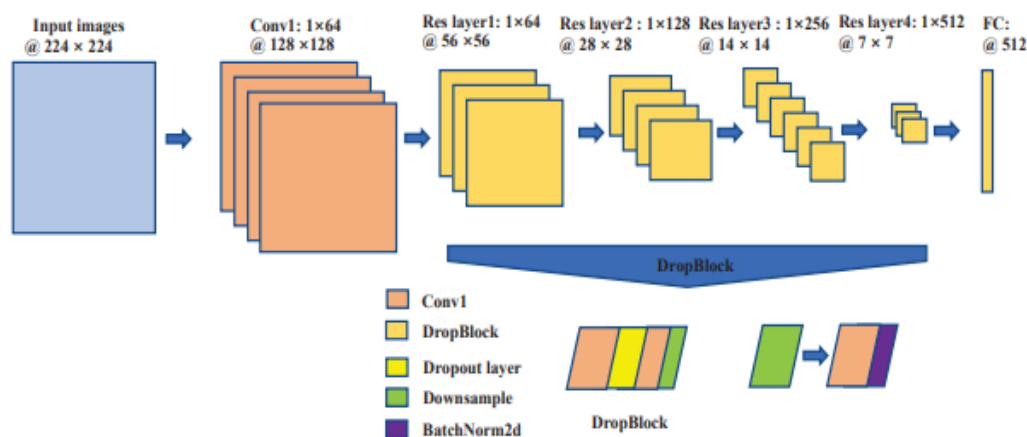 Input images
@ 224 × 224
Conv1: 1×64
@ 128 ×128
Res layer1: 1×64
@ 56 ×56
Res layer2 : 1×128
@ 28 × 28
Res layer3 : 1×256
@ 14 × 14
Res layer4: 1×512
@ 7 × 7
FC:
@ 512
DropBlock
Conv1
DropBlock
Dropout layer
Downsample
BatchNorm2d
DropBlock